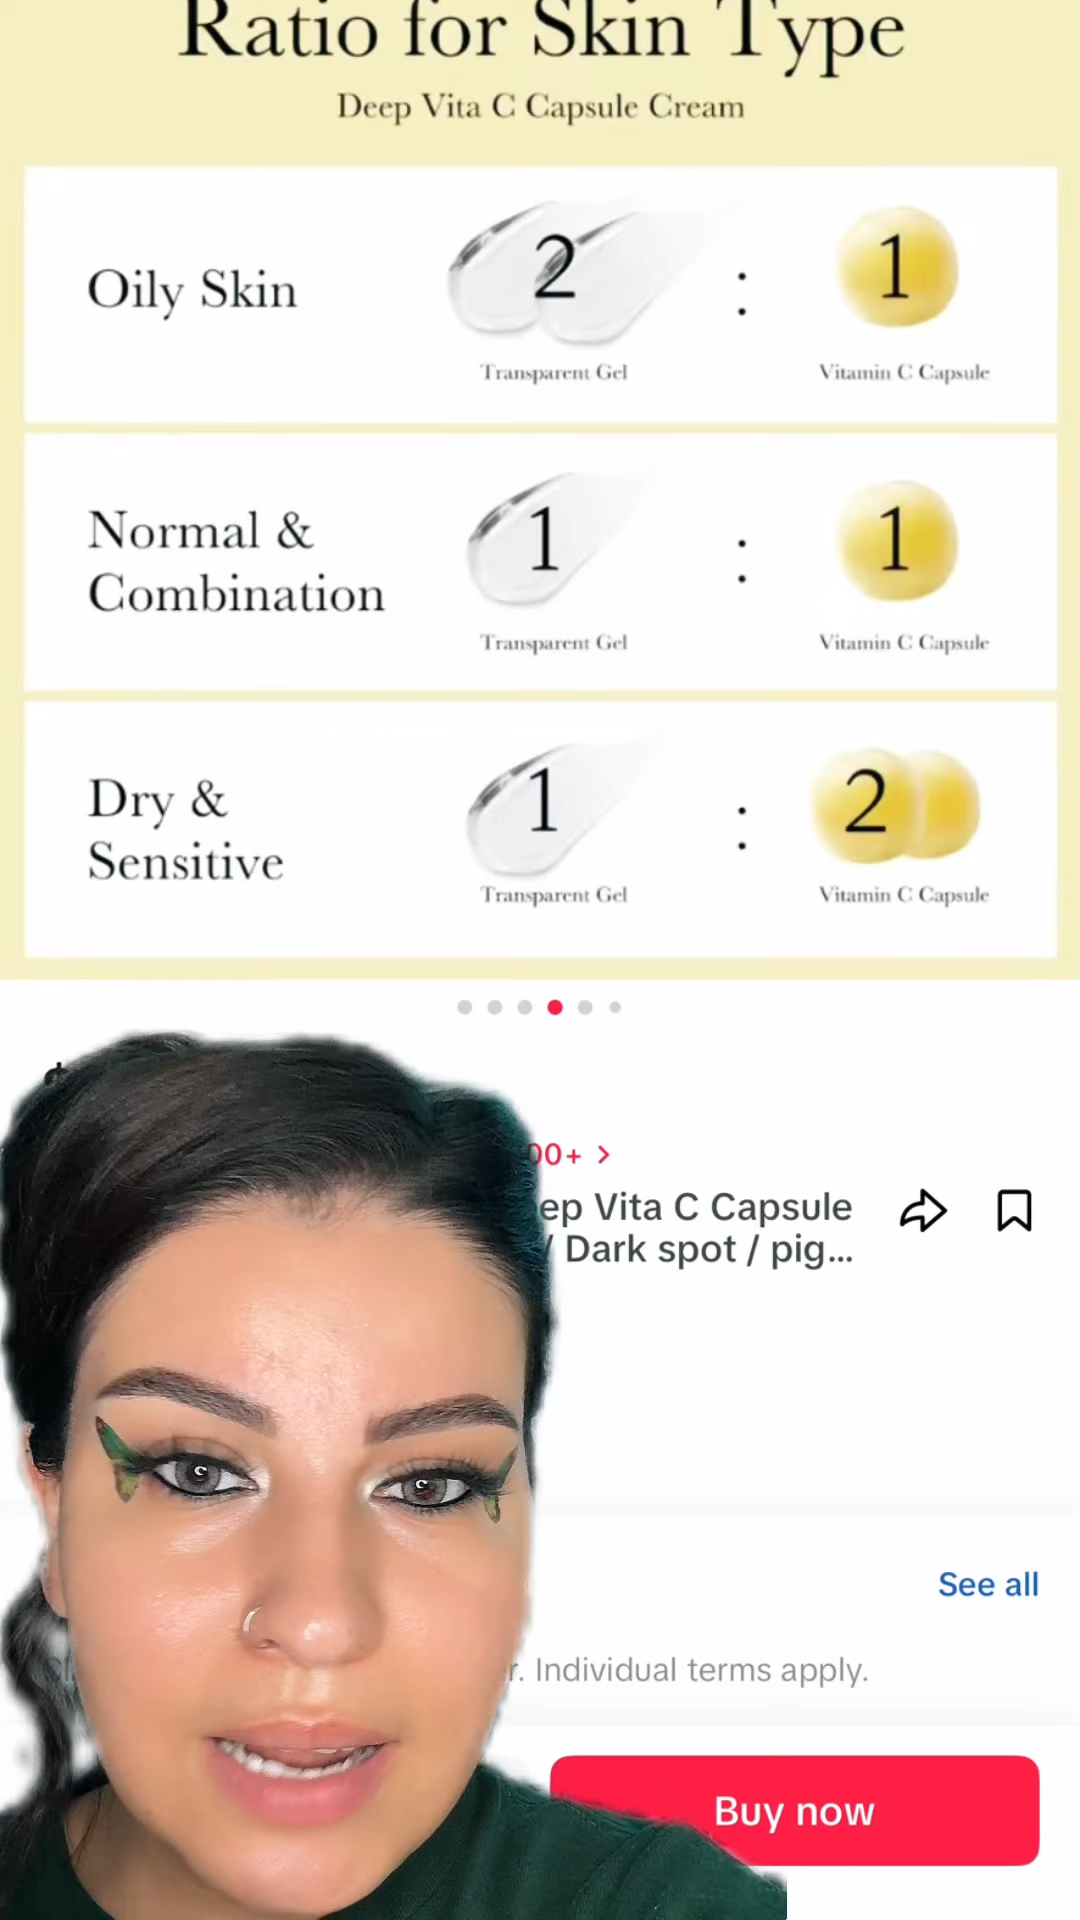 Ratio for Skin Type
Deep Vita C Capsule Cream
Oily Skin
2 : 1
Transparent Gel
Vitamin C Capsule
Normal &
Combination
1 : 1
Transparent Gel
Vitamin C Capsule
Dry &
Sensitive
1 : 2
Transparent Gel
Vitamin C Capsule
00+ >
ep Vita C Capsule
/ Dark spot / pig...
See all
r. Individual terms apply.
Buy now